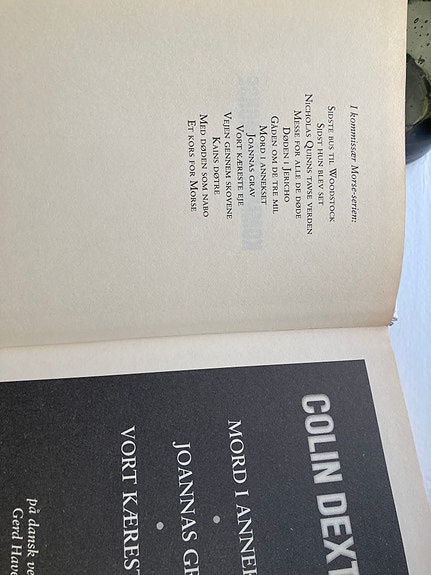 I kommissær Morse-serien:
SIDSTE BUS TIL WOODSTOCK
SIDST HUN BLEV SET
NICHOLAS QUINNS TAVSE VERDEN
MESSE FOR ALLE DE DØDE
DØDEN I JERICHO
GÅDEN OM DE TRE MIL
MORD I ANNEKSET
JOANNAS GRAV
VORT KÆRESTE EJE
VEJEN GENNEM SKOVENE
KAINS DØTRE
MED DØDEN SOM NABO
ET KORS FOR MORSE
COLIN DEXT
MORD I ANNEK
JOANNAS GR
VORT KÆREST
på dansk ve
Gerd Have